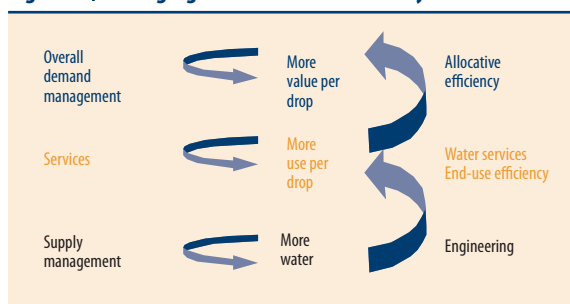 Overall
demand
management
More
value per
drop
Allocative
efficiency
Services
More
use per
drop
Water services
End-use efficiency
Supply
management
More
water
Engineering